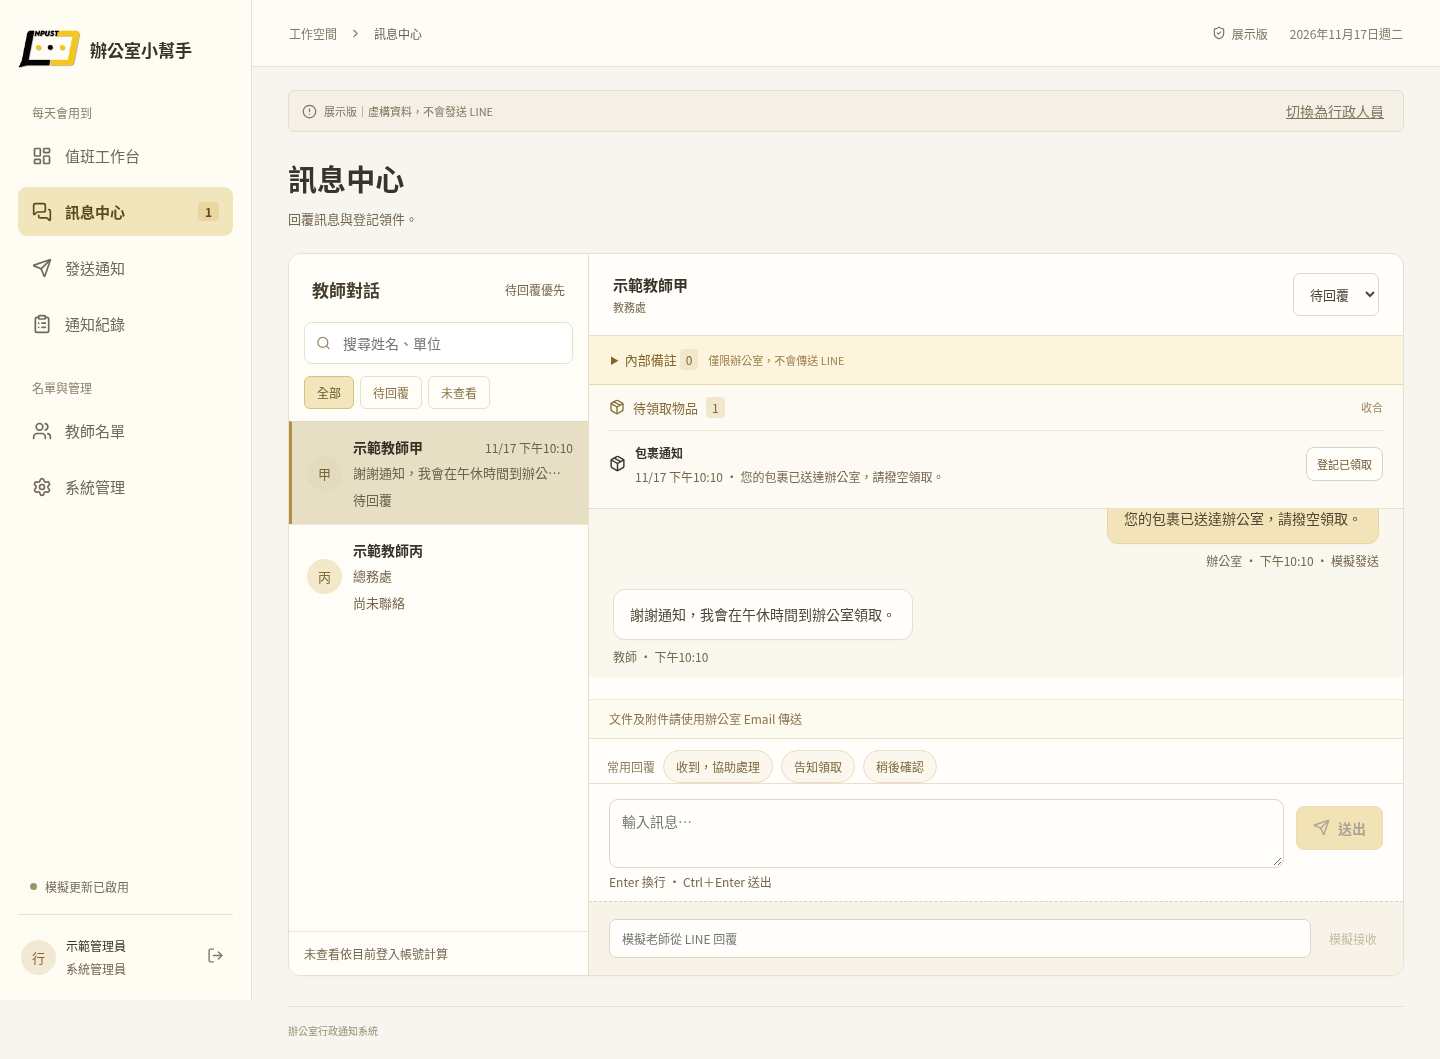 HPUST
辦公室小幫手
每天會用到
值班工作台
訊息中心 1
發送通知
通知紀錄
名單與管理
教師名單
系統管理
模擬更新已啟用
行
示範管理員
系統管理員
工作空間 > 訊息中心
展示版 2026年11月17日週二
展示版｜虛構資料，不會發送 LINE
切換為行政人員
訊息中心
回覆訊息與登記領件。
教師對話 待回覆優先
搜尋姓名、單位
全部 待回覆 未查看
甲
示範教師甲 11/17 下午10:10
謝謝通知，我會在午休時間到辦公…
待回覆
丙
示範教師丙
總務處
尚未聯絡
未查看依目前登入帳號計算
示範教師甲
教務處
待回覆
內部備註 0 僅限辦公室，不會傳送 LINE
待領取物品 1 收合
包裹通知
11/17 下午10:10 · 您的包裹已送達辦公室，請撥空領取。
登記已領取
您的包裹已送達辦公室，請撥空領取。
辦公室 · 下午10:10 · 模擬發送
謝謝通知，我會在午休時間到辦公室領取。
教師 · 下午10:10
文件及附件請使用辦公室 Email 傳送
常用回覆 收到，協助處理 告知領取 稍後確認
輸入訊息…
送出
Enter 換行 · Ctrl＋Enter 送出
模擬老師從 LINE 回覆
模擬接收
辦公室行政通知系統